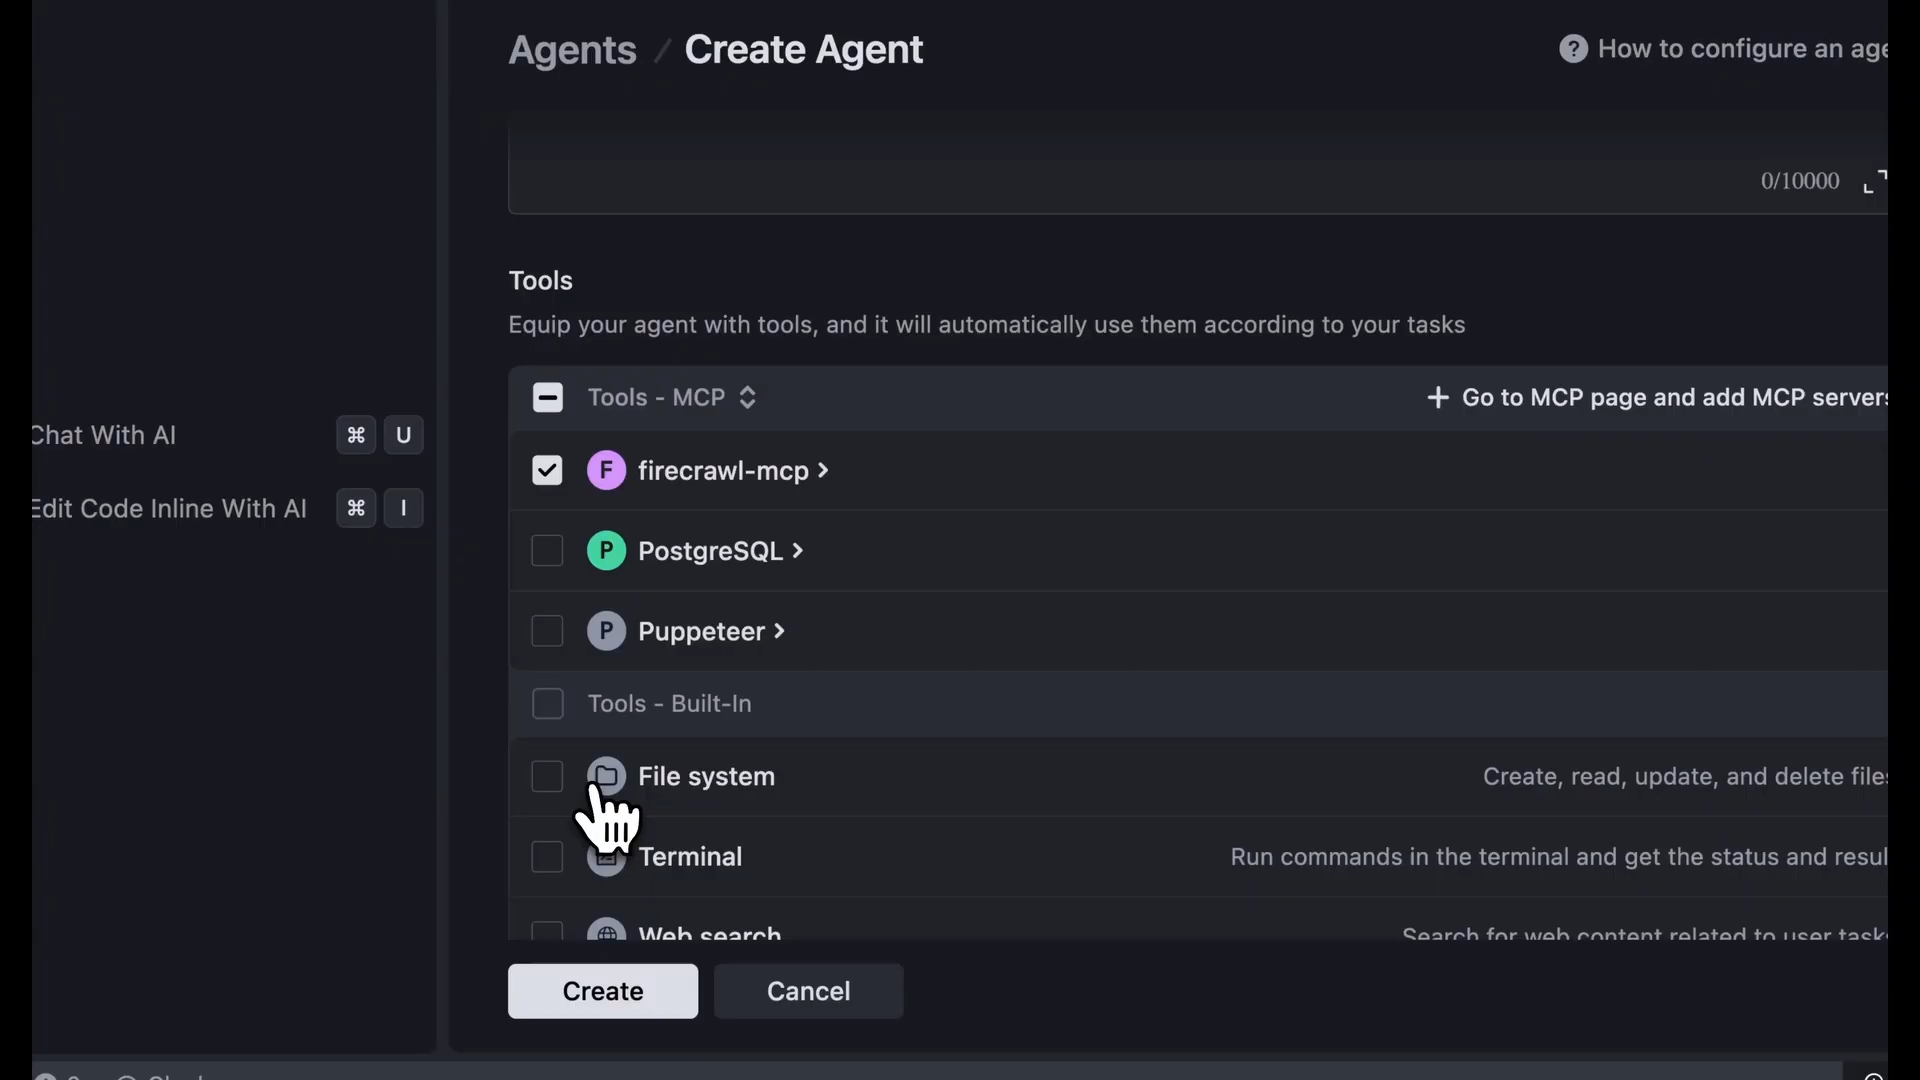 Agents / Create Agent
How to configure an age
0/10000
Tools
Equip your agent with tools, and it will automatically use them according to your tasks
Tools - MCP
+ Go to MCP page and add MCP servers
Chat With AI ⌘ U
F firecrawl-mcp >
Edit Code Inline With AI ⌘ I
P PostgreSQL >
P Puppeteer >
Tools - Built-In
File system
Create, read, update, and delete files
Terminal
Run commands in the terminal and get the status and resul
Web search
Search for web content related to user tasks
Create
Cancel